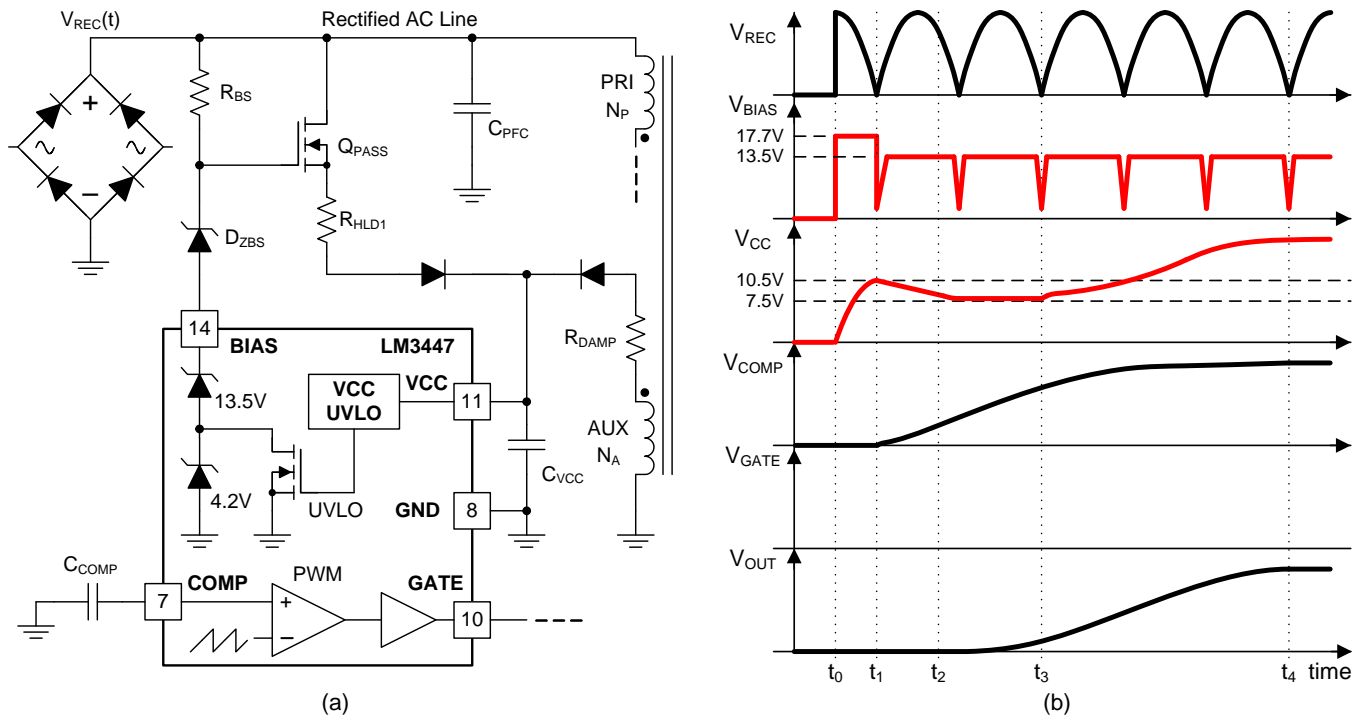 V_REC(t)
Rectified AC Line
R_BS
Q_PASS
C_PFC
PRI
N_P
R_HLD1
D_ZBS
+
−
14
BIAS
LM3447
R_DAMP
13.5V
VCC
UVLO
VCC
11
AUX
N_A
4.2V
UVLO
C_VCC
GND
8
C_COMP
7
COMP
PWM
+
−
GATE
10
(a)
V_REC
V_BIAS
17.7V
13.5V
V_CC
10.5V
7.5V
V_COMP
V_GATE
V_OUT
t_0 t_1 t_2 t_3 t_4 time
(b)